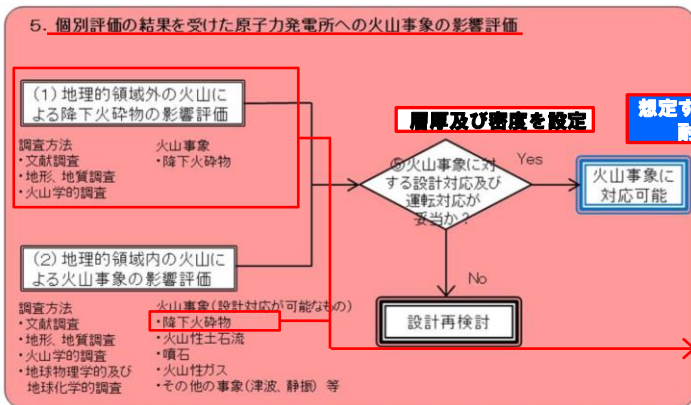 5. 個別評価の結果を受けた原子力発電所への火山事象の影響評価
(1)地理的領域外の火山に
よる降下火砕物の影響評価
調査方法
・文献調査
・地形、地質調査
・火山学的調査
火山事象
・降下火砕物
層厚及び密度を設定
⑤火山事象に対
する設計対応及び
運転対応が
妥当か?
Yes
火山事象に
対応可能
No
設計再検討
(2)地理的領域内の火山に
よる火山事象の影響評価
調査方法
・文献調査
・地形、地質調査
・火山学的調査
・地球物理学的及び
地球化学的調査
火山事象(設計対応が可能なもの)
・降下火砕物
・火山性土石流
・噴石
・火山性ガス
・その他の事象(津波、静振) 等
想定す